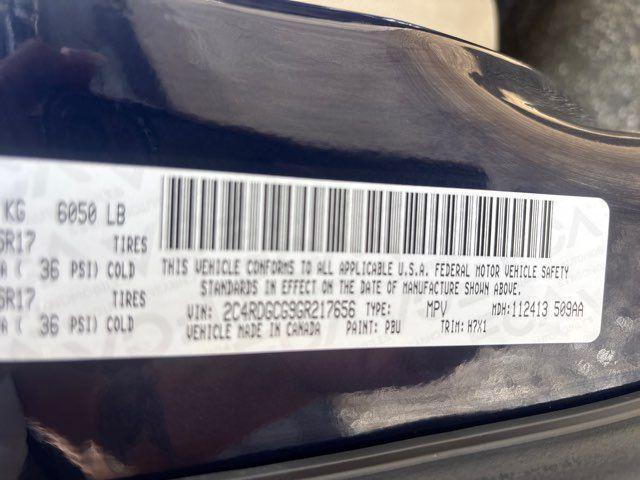 KG 6050 LB
5R17 TIRES
A ( 36 PSI) COLD
5R17. TIRES
A ( 36 PSI) COLD
THIS VEHICLE CONFORMS TO ALL APPLICABLE U.S.A. FEDERAL MOTOR VEHICLE SAFETY
STANDARDS IN EFFECT ON THE DATE OF MANUFACTURE SHOWN ABOVE.
VIN: 2C4RDGCG9GR217656 TYPE: MPV MDH: 112413 509AA
VEHICLE MADE IN CANADA PAINT: PBU TRIM: H7X1